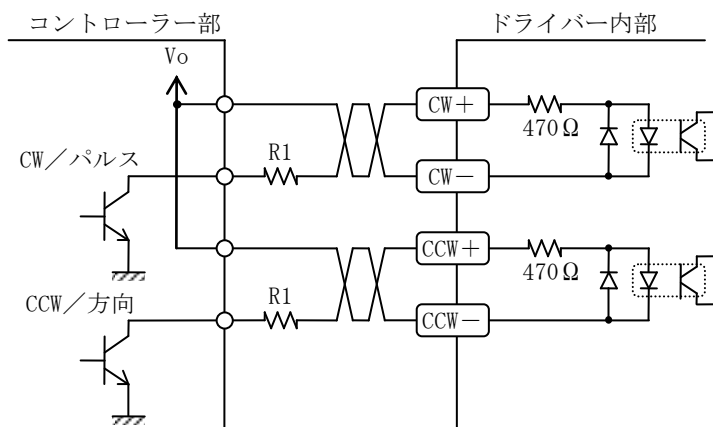 コントローラー部
ドライバー内部
Vo
CW＋
470Ω
CW／パルス
R1
CW－
CCW＋
470Ω
CCW／方向
R1
CCW－